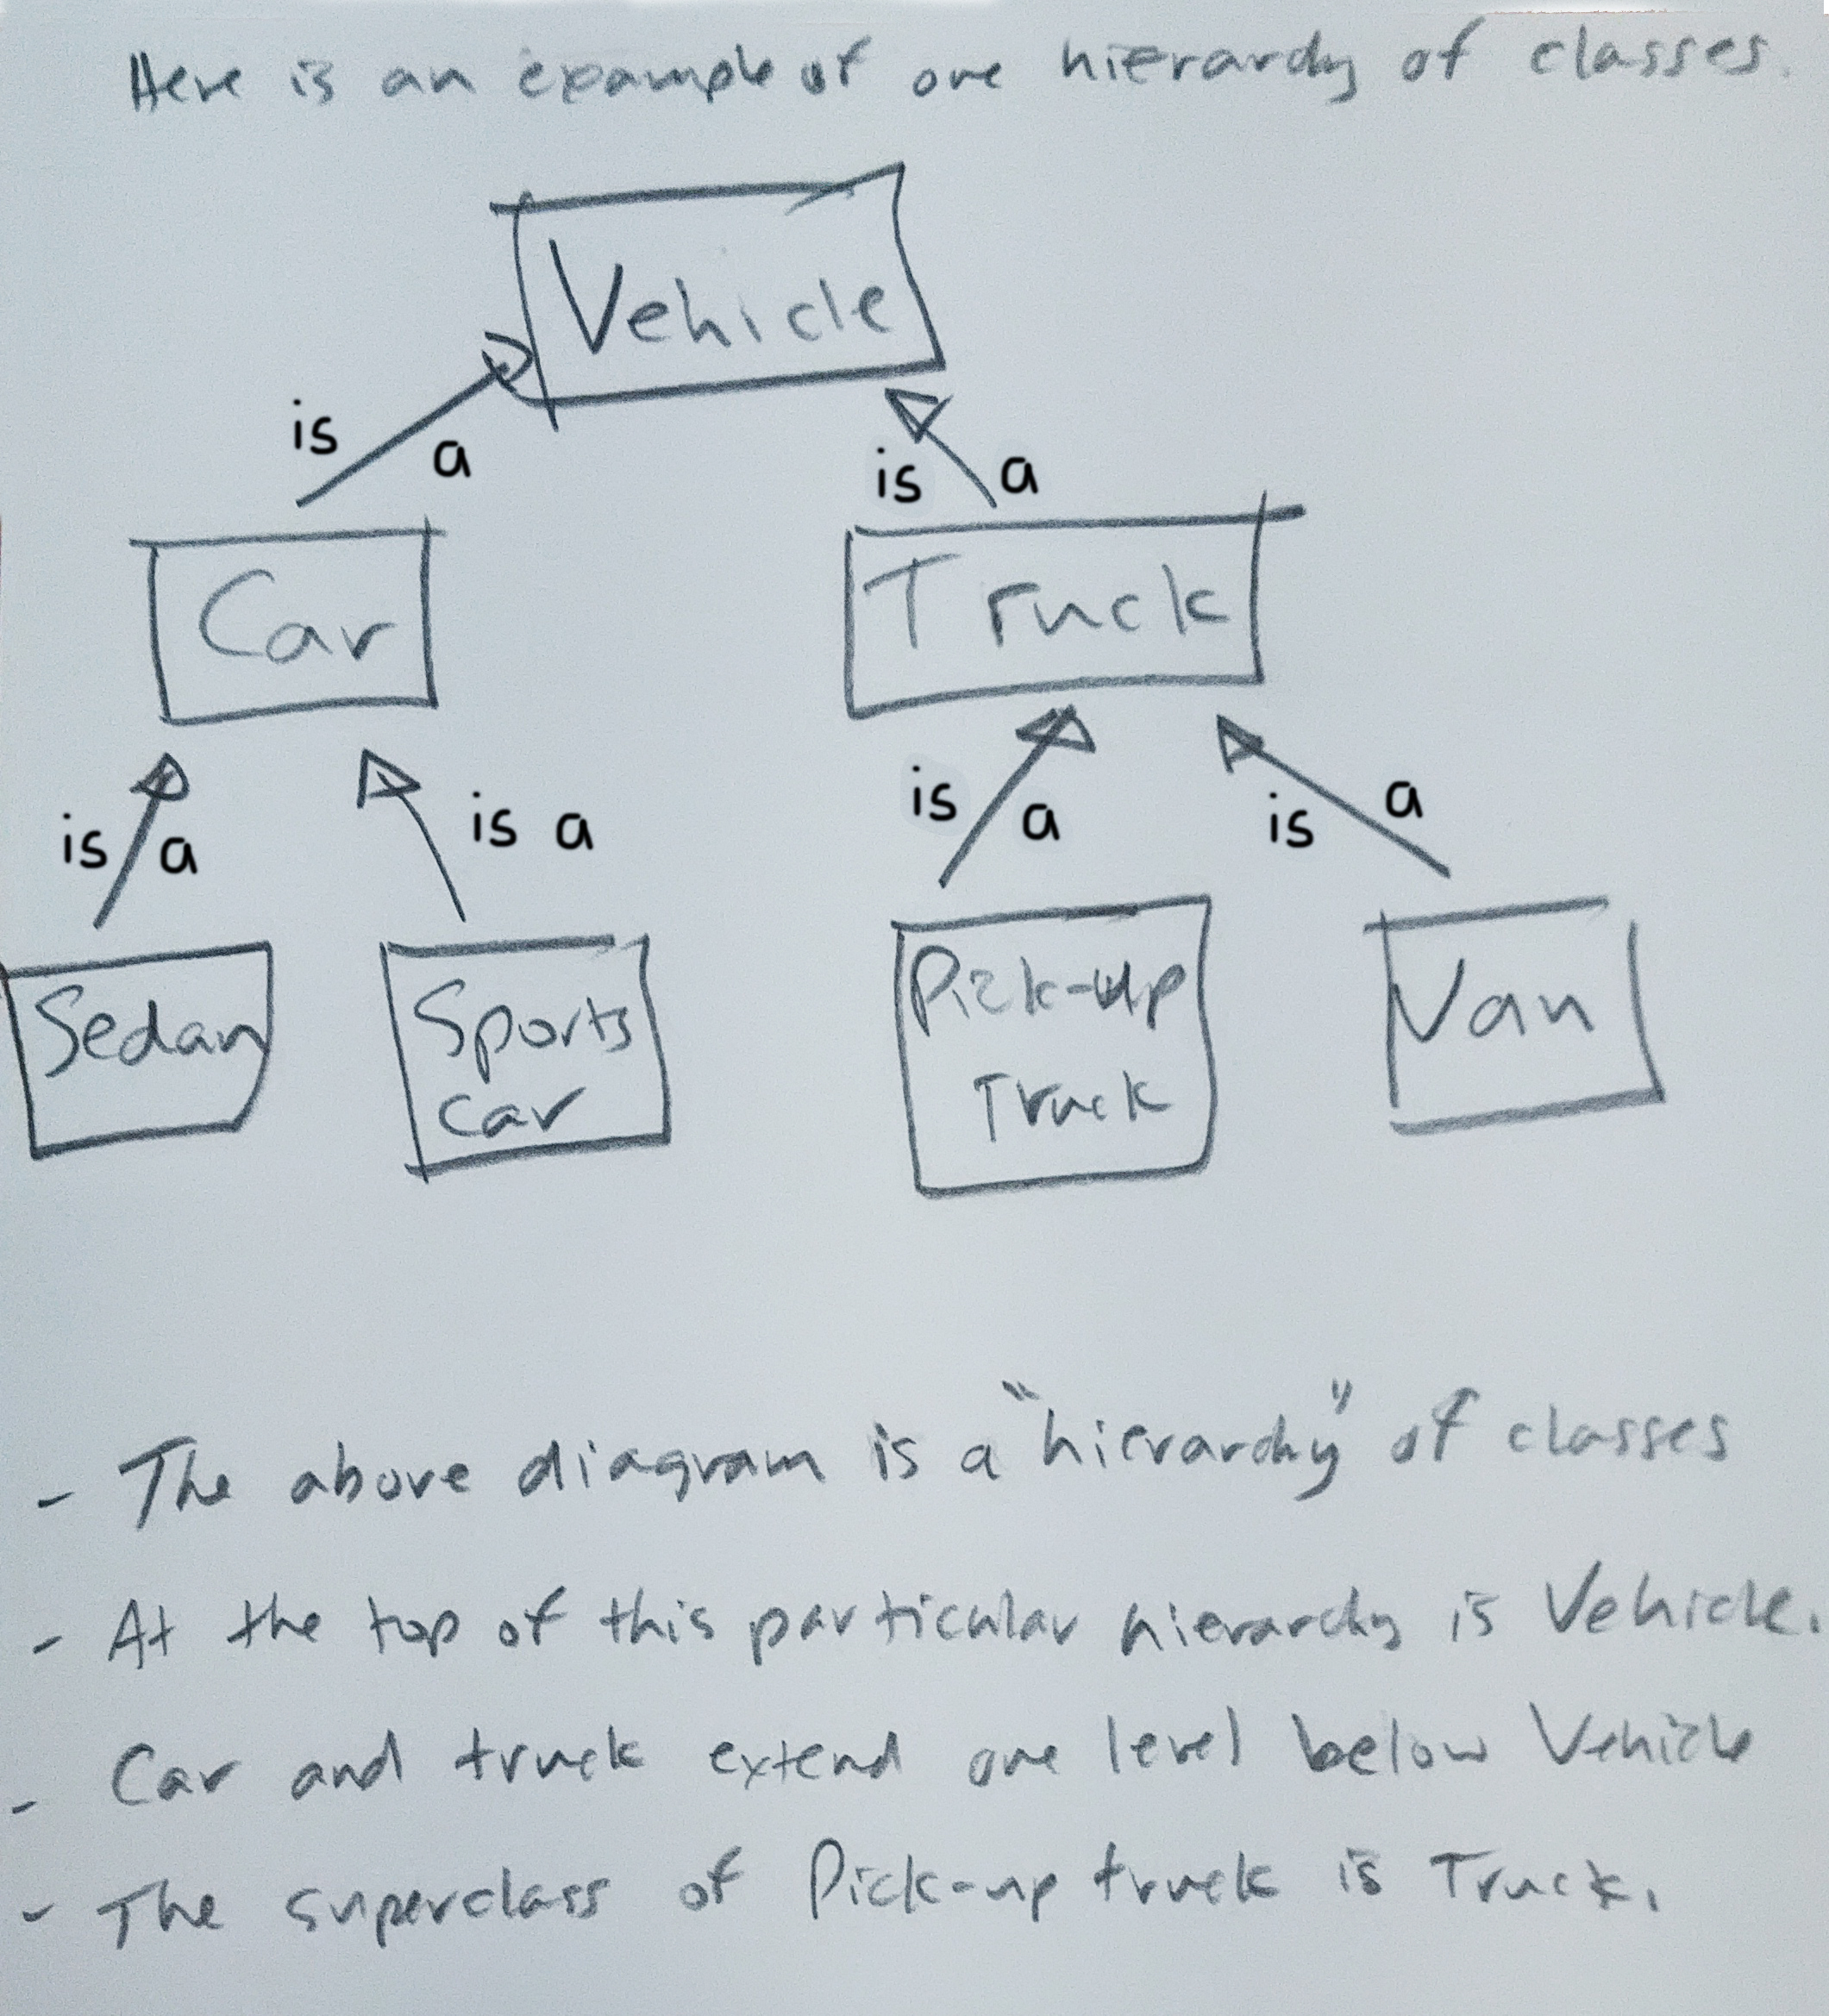 Here is an example of one hierarchy of classes.
Vehicle
is a
is a
Car
Truck
is a
is a
is a
is a
Sedan
Sports
car
Pick-up
Truck
Van
- The above diagram is a "hierarchy" of classes
- At the top of this particular hierarchy is Vehicle.
- Car and truck extend one level below Vehicle
- The superclass of Pick-up truck is Truck.